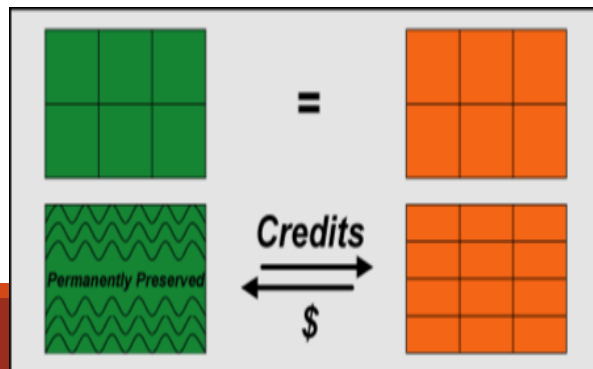 =
Credits
Permanently Preserved
$